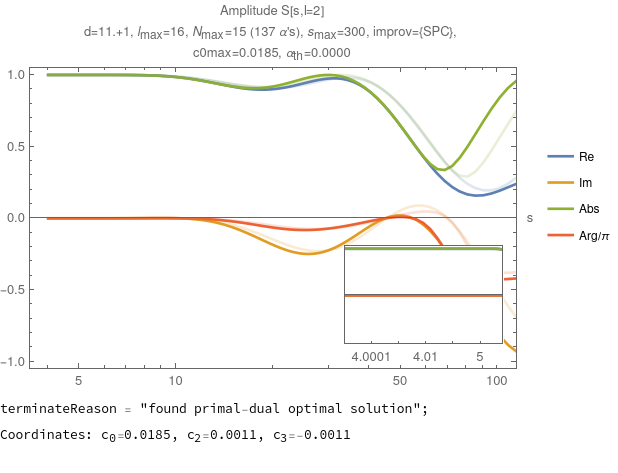 Amplitude S[s,l=2]
d=11.+1, lmax=16, Nmax=15 (137 α's), smax=300, improv={SPC},
c0max=0.0185, αth=0.0000
1.0
0.5
0.0
-0.5
-1.0
s
Re
Im
Abs
Arg/π
4.0001 4.01 5
5 10 50 100
terminateReason = "found primal-dual optimal solution";
Coordinates: c0=0.0185, c2=0.0011, c3=-0.0011